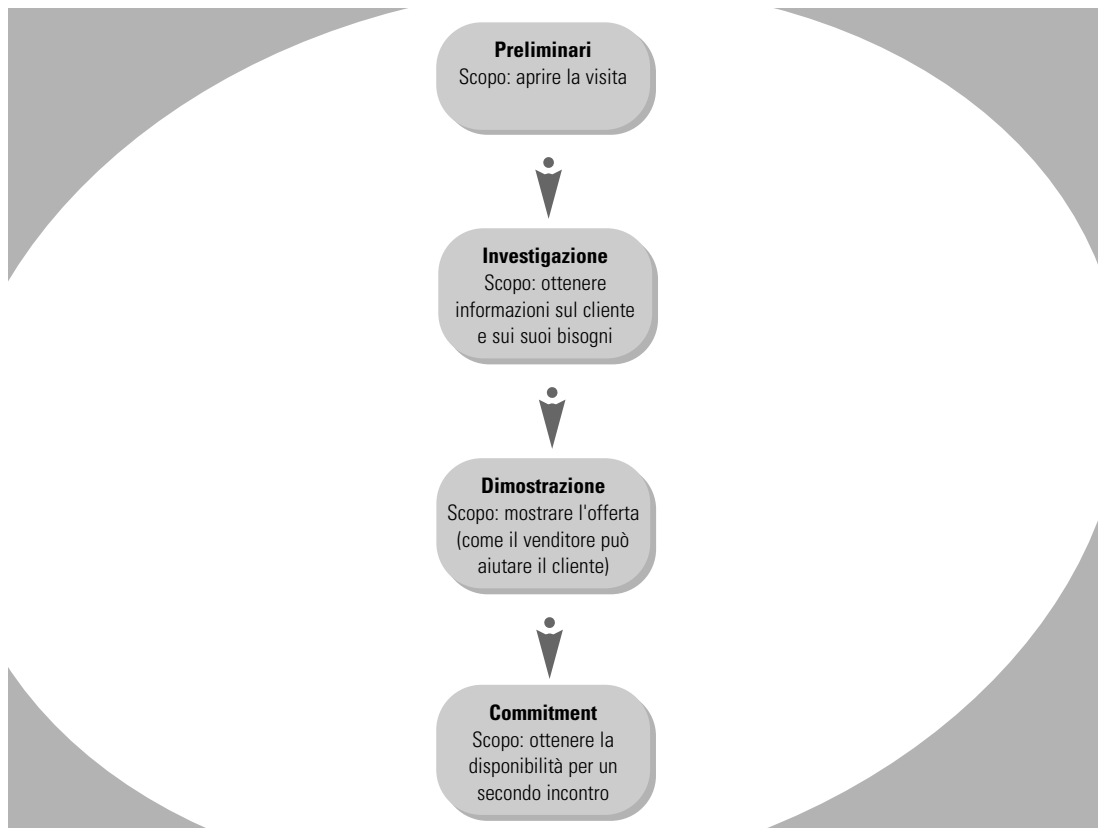 Preliminari
Scopo: aprire la visita
Investigazione
Scopo: ottenere
informazioni sul cliente
e sui suoi bisogni
Dimostrazione
Scopo: mostrare l'offerta
(come il venditore può
aiutare il cliente)
Commitment
Scopo: ottenere la
disponibilità per un
secondo incontro